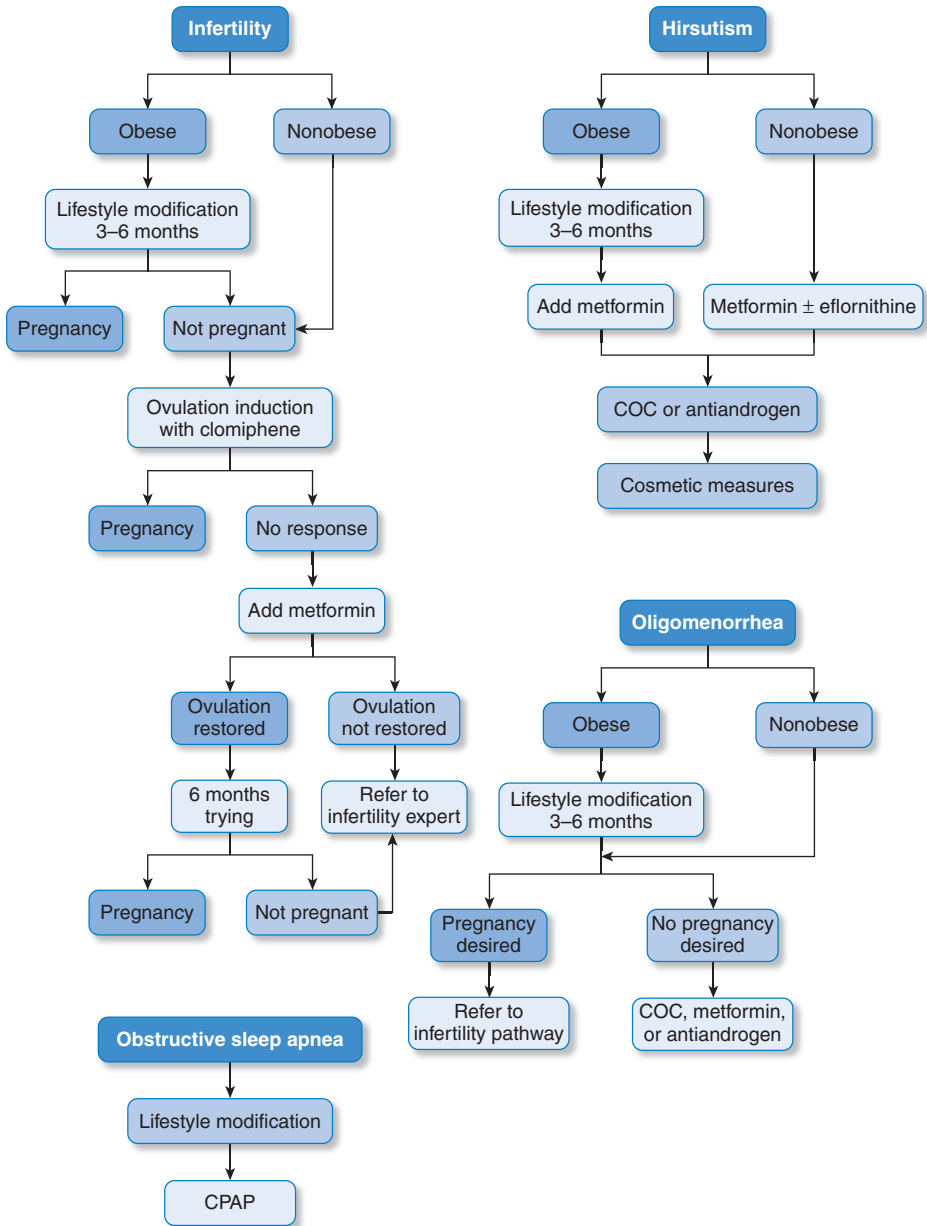 Infertility
Obese
Nonobese
Lifestyle modification
3–6 months
Pregnancy
Not pregnant
Ovulation induction
with clomiphene
Pregnancy
No response
Add metformin
Ovulation
restored
Ovulation
not restored
6 months
trying
Refer to
infertility expert
Pregnancy
Not pregnant
Hirsutism
Obese
Nonobese
Lifestyle modification
3–6 months
Add metformin
Metformin ± eflornithine
COC or antiandrogen
Cosmetic measures
Oligomenorrhea
Obese
Nonobese
Lifestyle modification
3–6 months
Pregnancy
desired
No pregnancy
desired
Refer to
infertility pathway
COC, metformin,
or antiandrogen
Obstructive sleep apnea
Lifestyle modification
CPAP